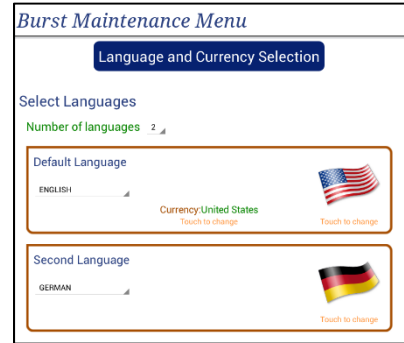 Burst Maintenance Menu
Language and Currency Selection
Select Languages
Number of languages 2
Default Language
ENGLISH
Currency:United States
Touch to change Touch to change
Second Language
GERMAN
Touch to change